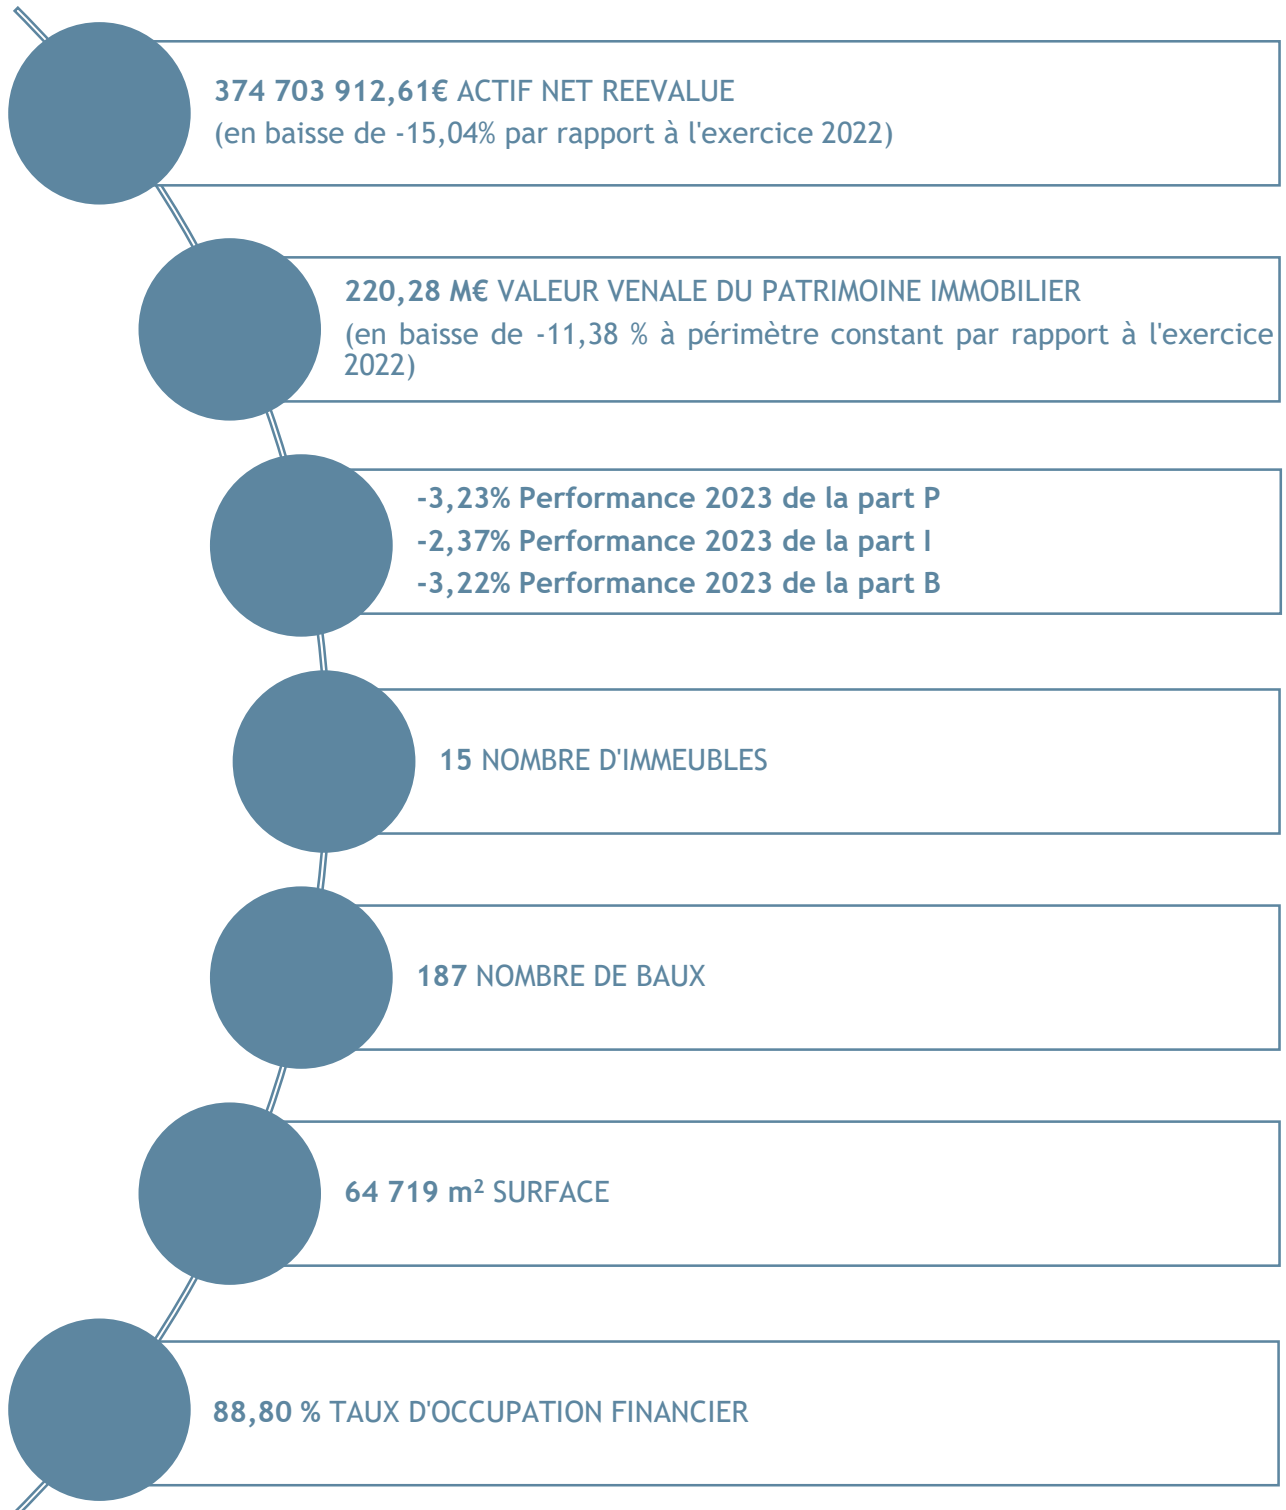 374 703 912,61€ ACTIF NET REEVALUE
(en baisse de -15,04% par rapport à l'exercice 2022)
220,28 M€ VALEUR VENALE DU PATRIMOINE IMMOBILIER
(en baisse de -11,38 % à périmètre constant par rapport à l'exercice
2022)
-3,23% Performance 2023 de la part P
-2,37% Performance 2023 de la part I
-3,22% Performance 2023 de la part B
15 NOMBRE D'IMMEUBLES
187 NOMBRE DE BAUX
64 719 m² SURFACE
88,80 % TAUX D'OCCUPATION FINANCIER